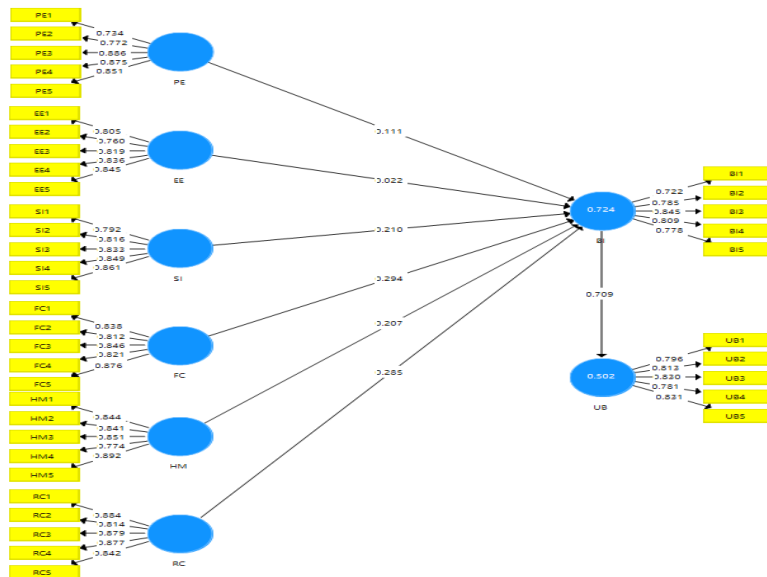 PE1
PE2
PE3
PE4
PE5
0.734
0.772
0.886
0.875
0.851
PE
EE1
EE2
EE3
EE4
EE5
0.805
0.760
0.819
0.836
0.845
EE
SI1
SI2
SI3
SI4
SI5
0.792
0.816
0.833
0.849
0.861
SI
FC1
FC2
FC3
FC4
FC5
0.838
0.812
0.846
0.821
0.876
FC
HM1
HM2
HM3
HM4
HM5
0.844
0.841
0.851
0.774
0.892
HM
RC1
RC2
RC3
RC4
RC5
0.884
0.814
0.879
0.877
0.842
RC
0.111
0.022
0.210
0.294
0.207
0.285
0.724
BI
0.722
0.785
0.845
0.809
0.778
BI1
BI2
BI3
BI4
BI5
0.709
0.502
UB
0.796
0.813
0.830
0.781
0.831
UB1
UB2
UB3
UB4
UB5